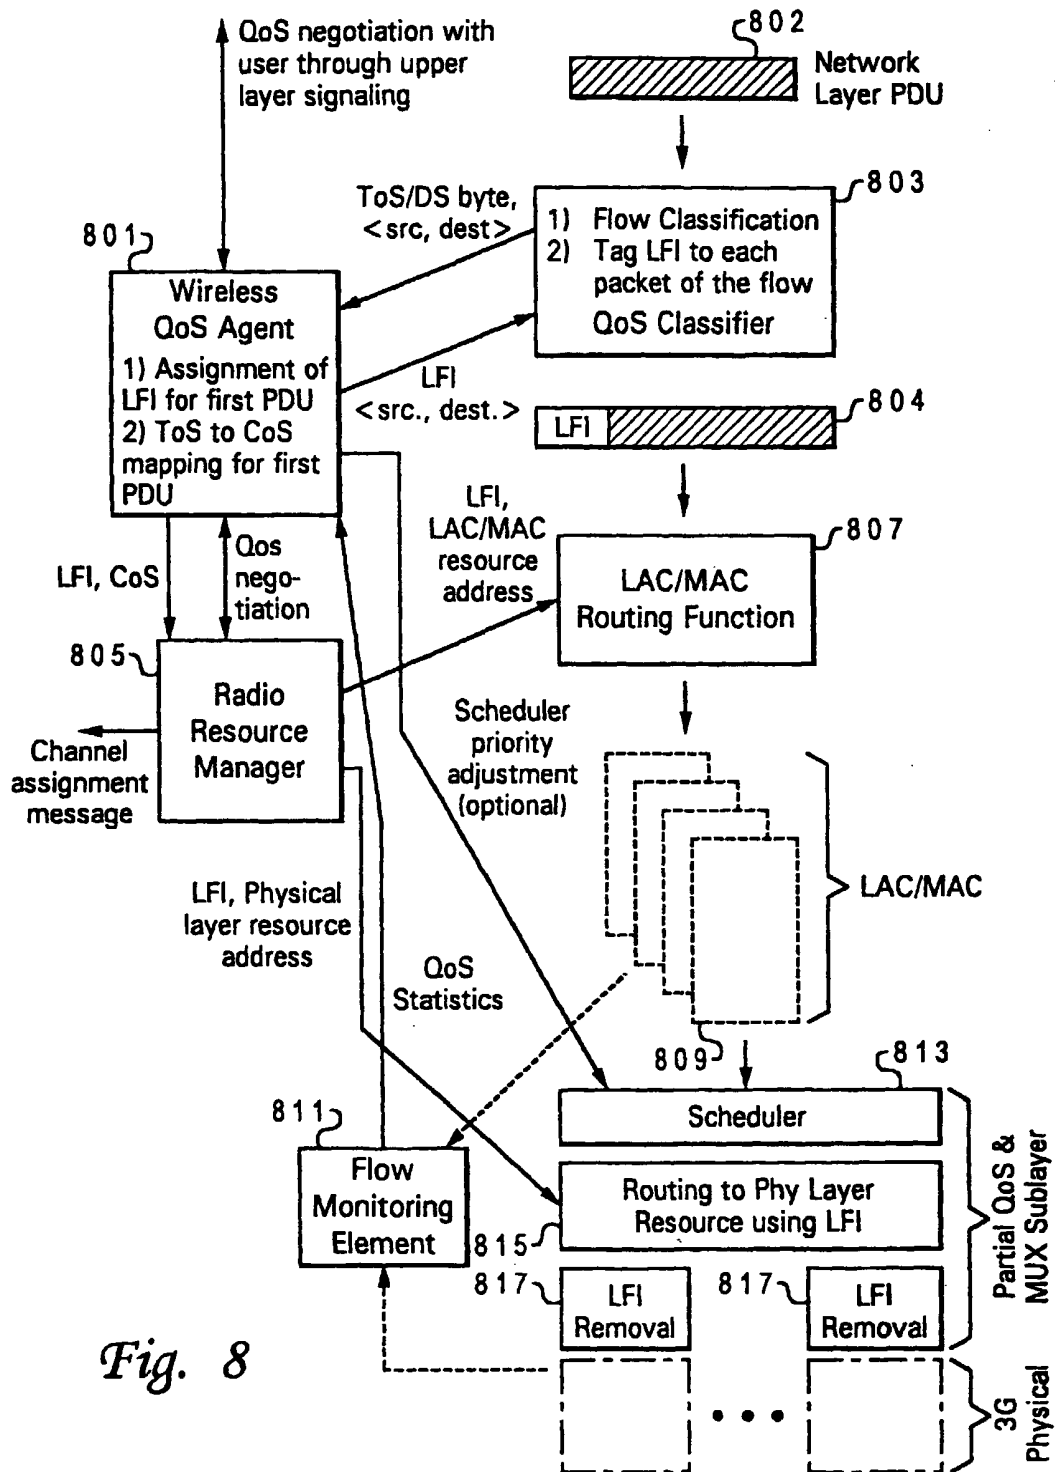 QoS negotiation with
user through upper
layer signaling
802
Network
Layer PDU
803
ToS/DS byte,
<src, dest>
1) Flow Classification
2) Tag LFI to each
packet of the flow
QoS Classifier
801
Wireless
QoS Agent
1) Assignment of
LFI for first PDU
2) ToS to CoS
mapping for first
PDU
LFI
<src., dest.>
804
LFI
LFI,
LAC/MAC
resource
address
807
LAC/MAC
Routing Function
LFI, CoS
Qos
nego-
tiation
805
Radio
Resource
Manager
Channel
assignment
message
Scheduler
priority
adjustment
(optional)
LAC/MAC
LFI, Physical
layer resource
address
QoS
Statistics
809
813
Scheduler
811
Flow
Monitoring
Element
Routing to Phy Layer
Resource using LFI
815
817
LFI
Removal
817
LFI
Removal
Partial QoS &
MUX Sublayer
3G
Physical
Fig. 8